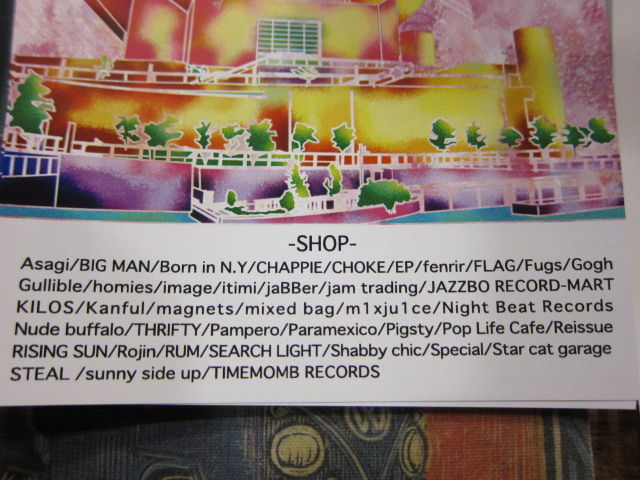 -SHOP-
Asagi/BIG MAN/Born in N.Y/CHAPPIE/CHOKE/EP/fenrir/FLAG/Fugs/Gogh
Gullible/homies/image/itimi/jaBBer/jam trading/JAZZBO RECORD-MART
KILOS/Kanful/magnets/mixed bag/m1xju1ce/Night Beat Records
Nude buffalo/THRIFTY/Pampero/Paramexico/Pigsty/Pop Life Cafe/Reissue
RISING SUN/Rojin/RUM/SEARCH LIGHT/Shabby chic/Special/Star cat garage
STEAL /sunny side up/TIMEMOMB RECORDS